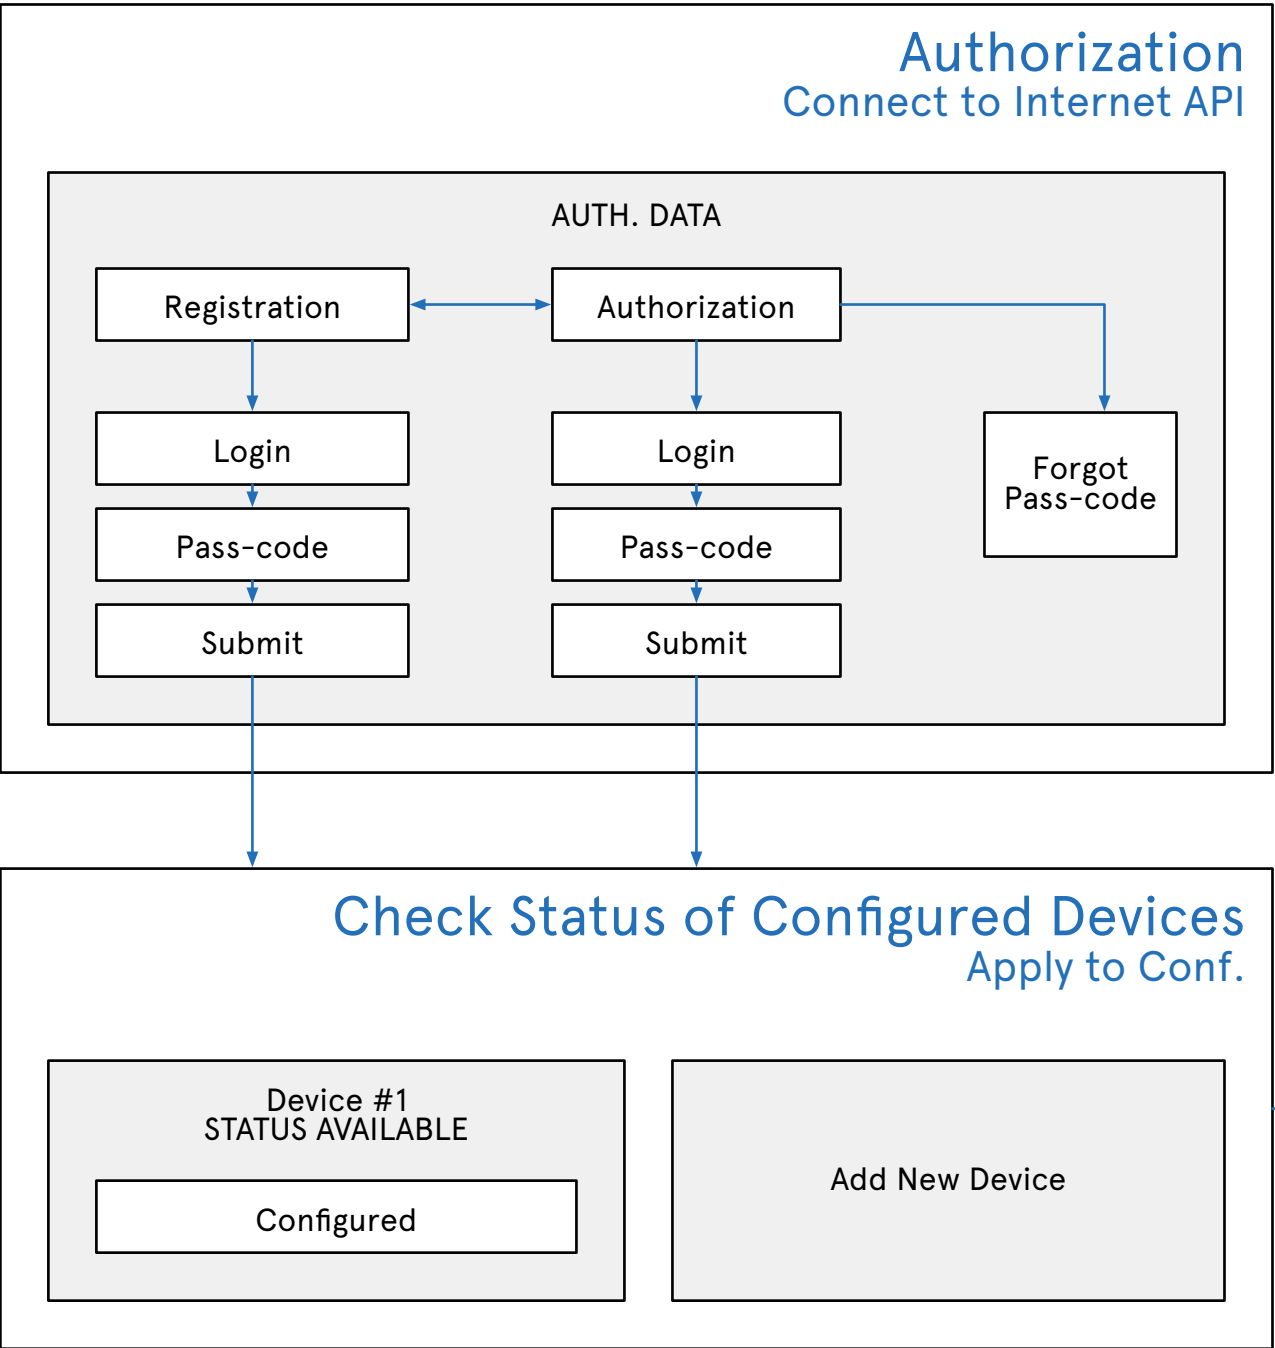 Authorization
Connect to Internet API
AUTH. DATA
Registration
Authorization
Login
Login
Forgot
Pass-code
Pass-code
Pass-code
Submit
Submit
Check Status of Configured Devices
Apply to Conf.
Device #1
STATUS AVAILABLE
Configured
Add New Device